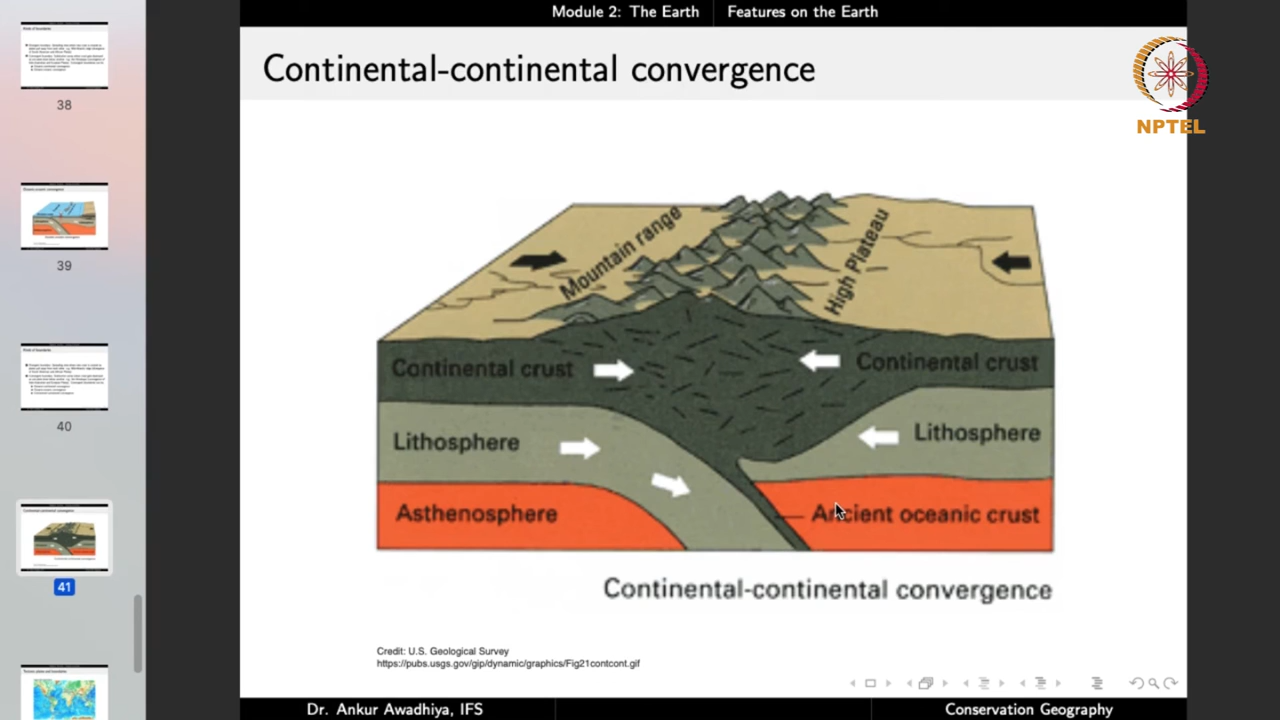 Module 2: The Earth
Features on the Earth
Continental-continental convergence
NPTEL
Mountain range
High Plateau
Continental crust
Continental crust
Lithosphere
Lithosphere
Asthenosphere
Ancient oceanic crust
Continental-continental convergence
Credit: U.S. Geological Survey
https://pubs.usgs.gov/gip/dynamic/graphics/Fig21contcont.gif
Dr. Ankur Awadhiya, IFS
Conservation Geography
38
39
40
41